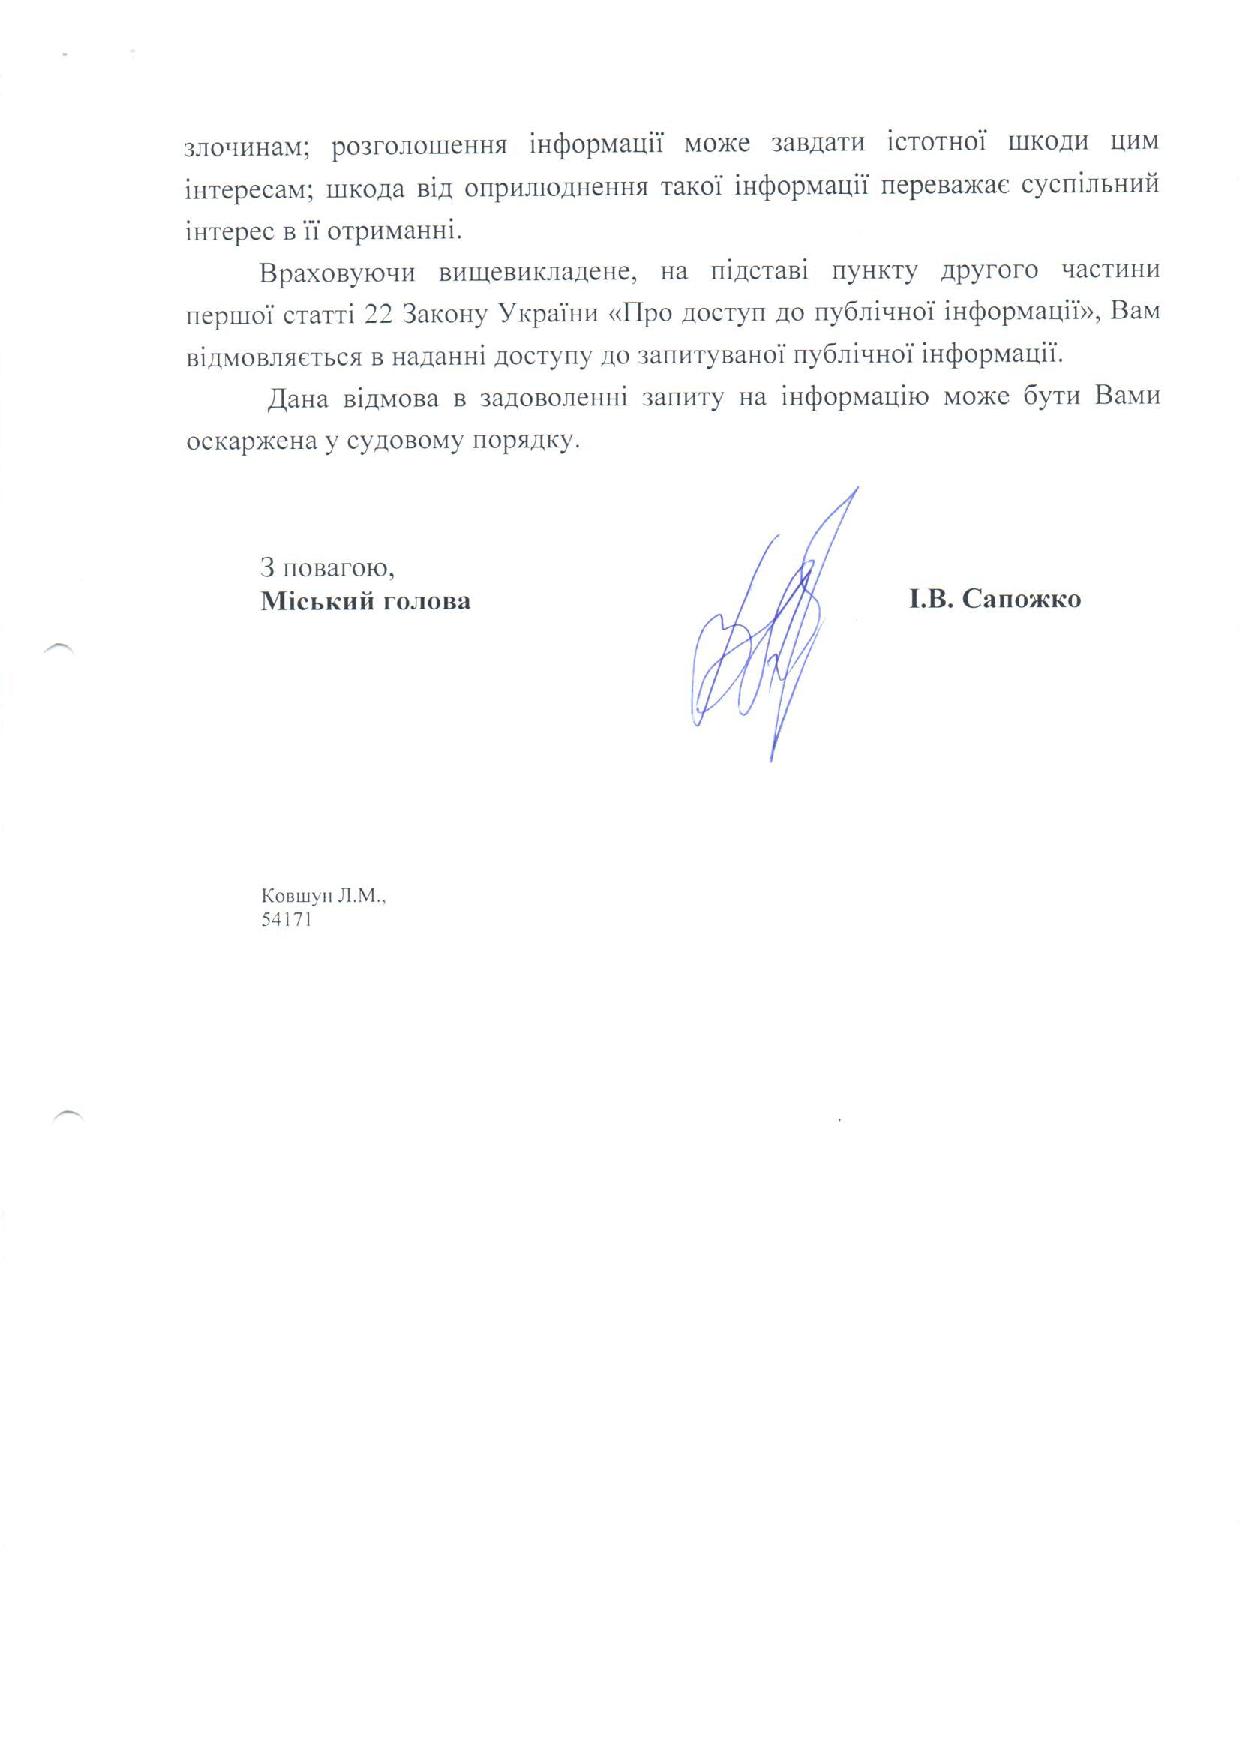 злочинам; розголошення інформації може завдати істотної шкоди цим
інтересам; шкода від оприлюднення такої інформації переважає суспільний
інтерес в її отриманні.
Враховуючи вищевикладене, на підставі пункту другого частини
першої статті 22 Закону України «Про доступ до публічної інформації», Вам
відмовляється в наданні доступу до запитуваної публічної інформації.
Дана відмова в задоволенні запиту на інформацію може бути Вами
оскаржена у судовому порядку.
З повагою,
Міський голова І.В. Сапожко
Ковшун Л.М.,
54171